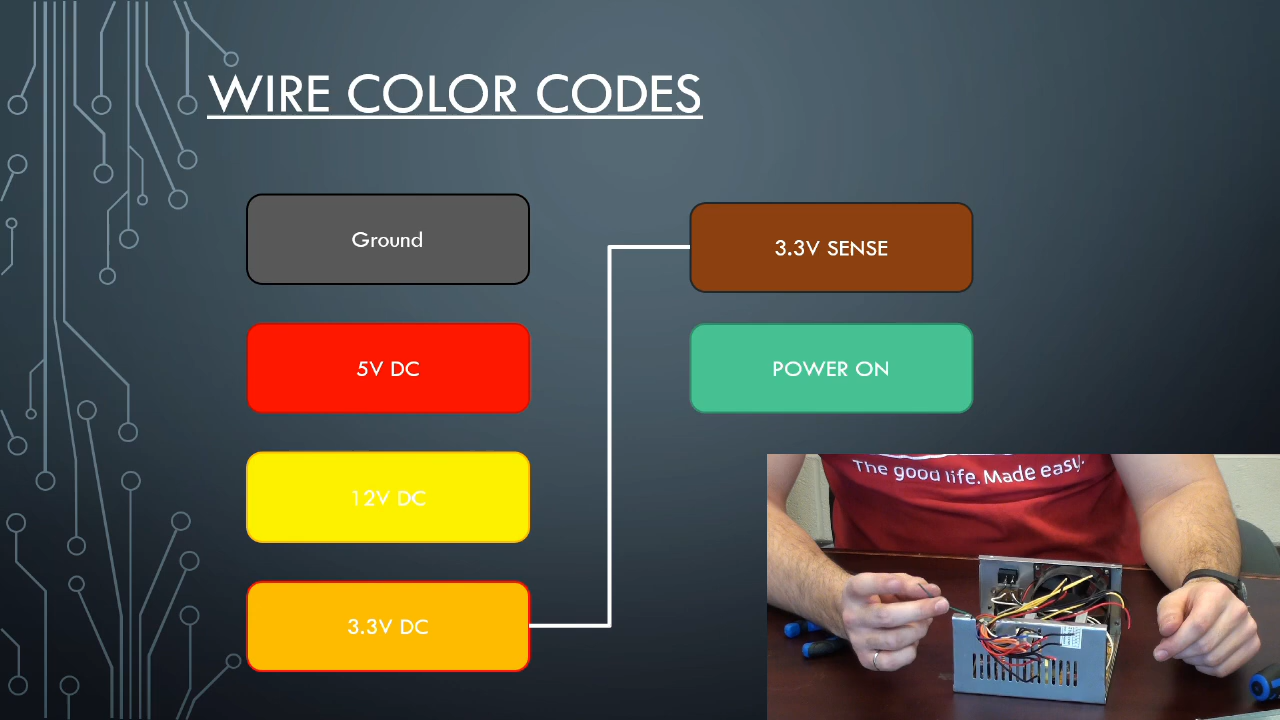 WIRE COLOR CODES
Ground
5V DC
12V DC
3.3V DC
3.3V SENSE
POWER ON
The good life. Made easy.